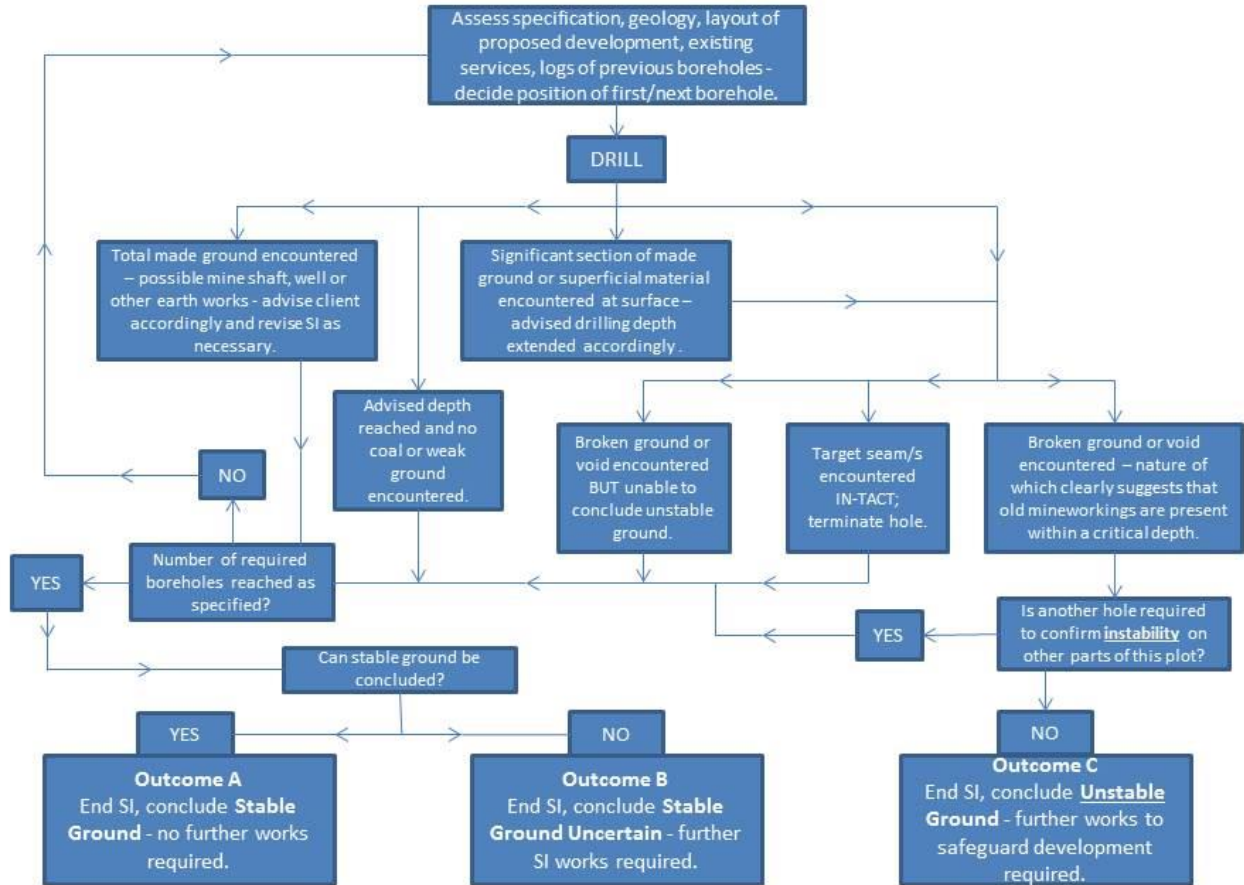 Assess specification, geology, layout of
proposed development, existing
services, logs of previous boreholes -
decide position of first/next borehole.
DRILL
Total made ground encountered
– possible mine shaft, well or
other earth works - advise client
accordingly and revise SI as
necessary.
Significant section of made
ground or superficial material
encountered at surface –
advised drilling depth
extended accordingly .
Advised depth
reached and no
coal or weak
ground
encountered.
Broken ground or
void encountered
BUT unable to
conclude unstable
ground.
Target seam/s
encountered
IN-TACT;
terminate hole.
Broken ground or void
encountered – nature of
which clearly suggests that
old mineworkings are present
within a critical depth.
NO
Number of required
boreholes reached as
specified?
YES
Is another hole required
to confirm instability on
other parts of this plot?
YES
Can stable ground be
concluded?
YES
NO
NO
Outcome A
End SI, conclude Stable
Ground - no further works
required.
Outcome B
End SI, conclude Stable
Ground Uncertain - further
SI works required.
Outcome C
End SI, conclude Unstable
Ground - further works to
safeguard development
required.